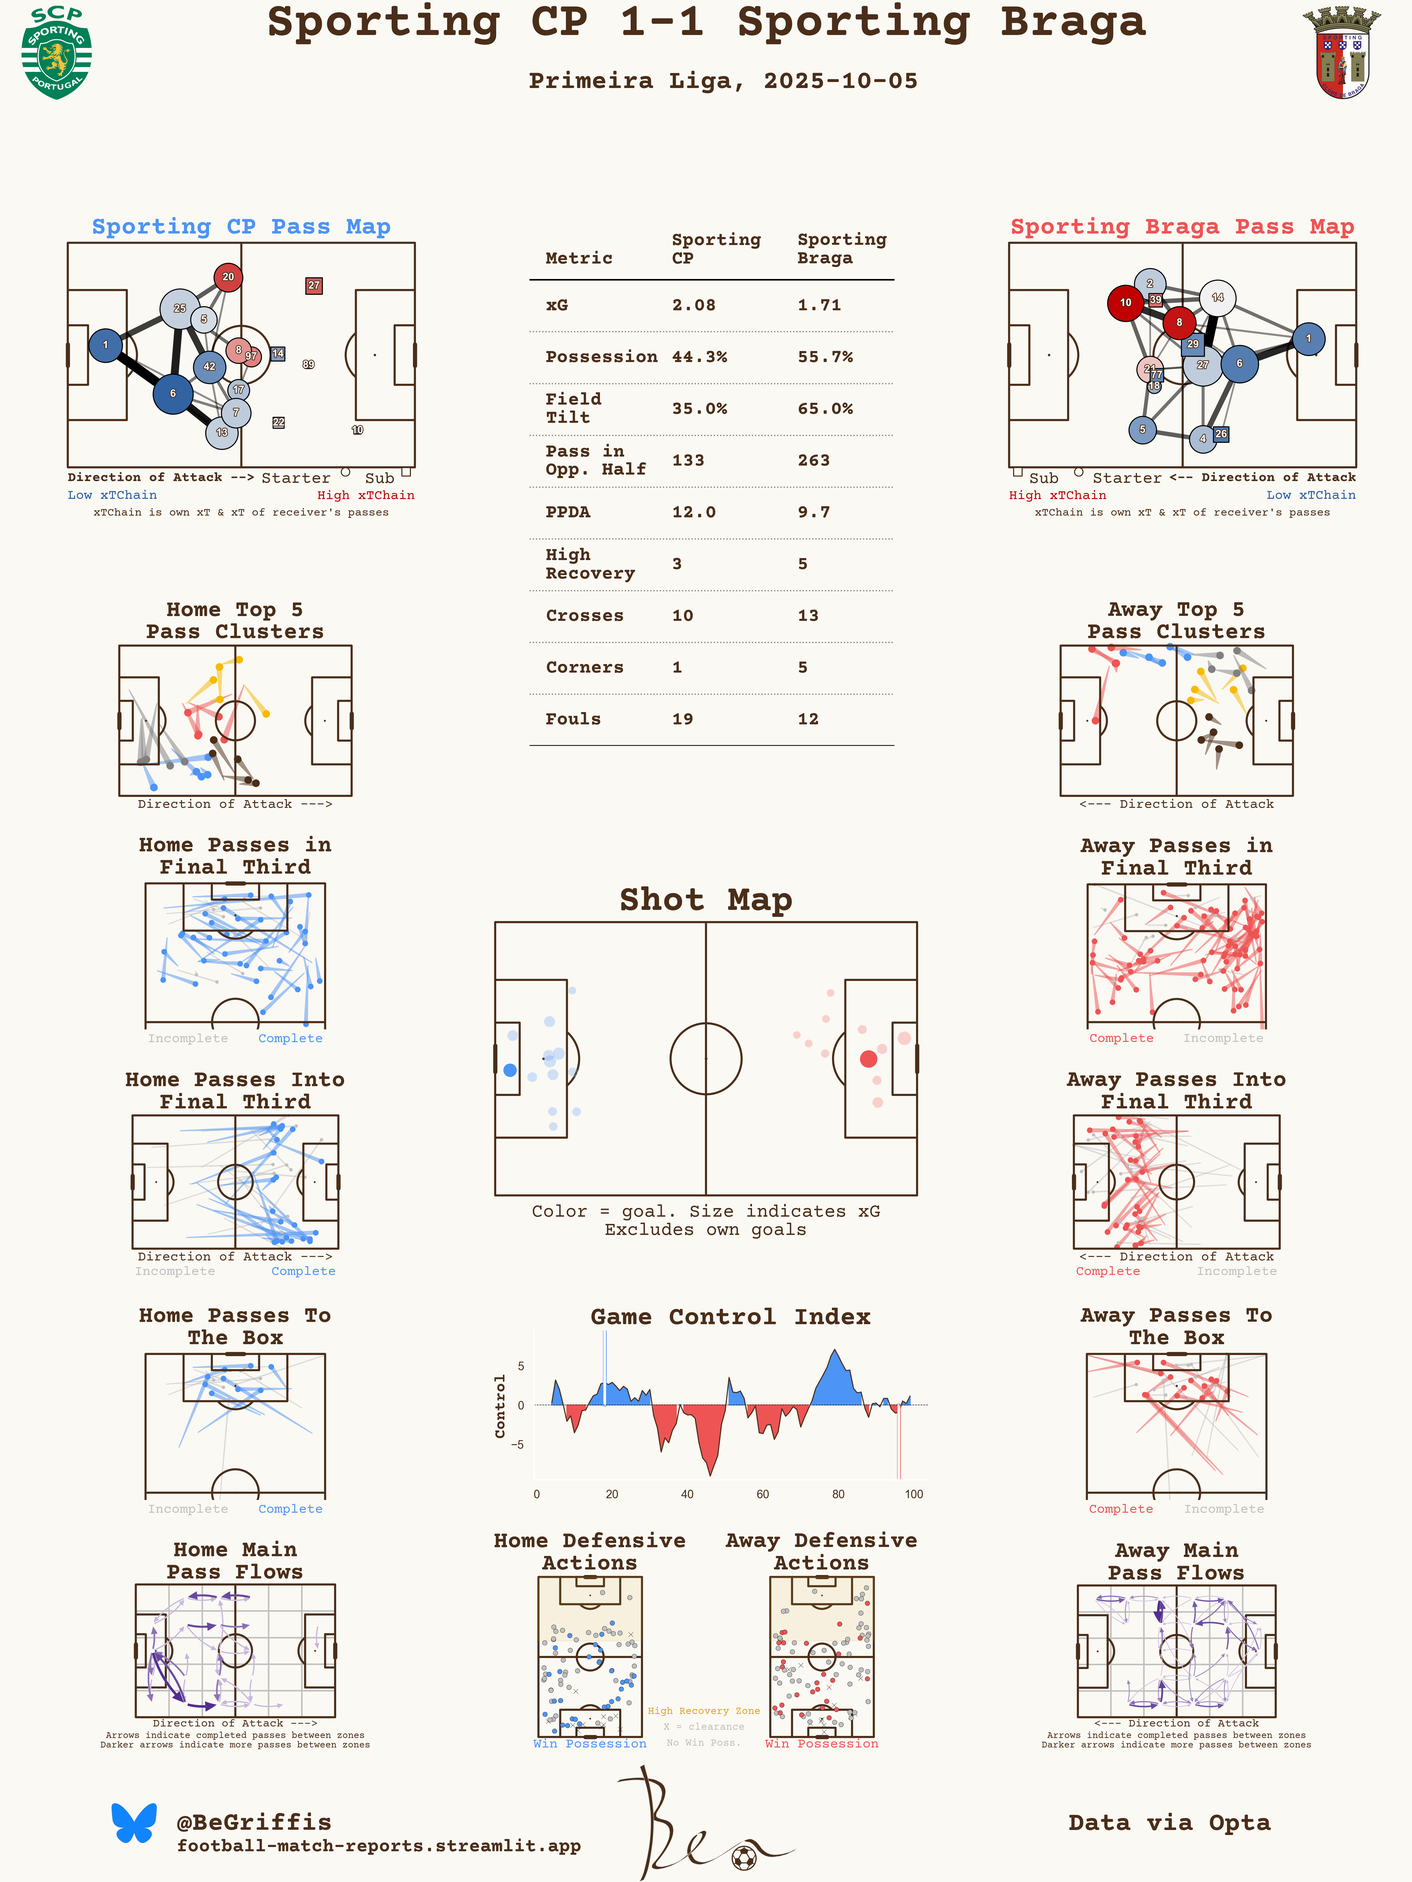 Sporting CP 1-1 Sporting Braga
Primeira Liga, 2025-10-05
SCP
SPORTING
PORTUGAL
SPORTING
Sporting CP Pass Map
20
27
25
5
1
8
97
14
89
42
6
17
7
22
13
10
Direction of Attack --> Starter Sub
Low xTChain High xTChain
xTChain is own xT & xT of receiver's passes
Metric Sporting CP Sporting Braga
xG 2.08 1.71
Possession 44.3% 55.7%
Field Tilt 35.0% 65.0%
Pass in Opp. Half 133 263
PPDA 12.0 9.7
High Recovery 3 5
Crosses 10 13
Corners 1 5
Fouls 19 12
Sporting Braga Pass Map
2
10
39
14
8
29
1
27
6
77
18
5
4
26
Sub Starter <-- Direction of Attack
High xTChain Low xTChain
xTChain is own xT & xT of receiver's passes
Home Top 5
Pass Clusters
Direction of Attack --->
Away Top 5
Pass Clusters
<--- Direction of Attack
Home Passes in
Final Third
Incomplete Complete
Away Passes in
Final Third
Complete Incomplete
Shot Map
Color = goal. Size indicates xG
Excludes own goals
Home Passes Into
Final Third
Direction of Attack --->
Incomplete Complete
Away Passes Into
Final Third
<--- Direction of Attack
Complete Incomplete
Home Passes To
The Box
Incomplete Complete
Game Control Index
Control
5
0
−5
0 20 40 60 80 100
Away Passes To
The Box
Complete Incomplete
Home Main
Pass Flows
Direction of Attack --->
Arrows indicate completed passes between zones
Darker arrows indicate more passes between zones
Home Defensive
Actions
Win Possession
Away Defensive
Actions
Win Possession
High Recovery Zone
X = clearance
No Win Poss.
Away Main
Pass Flows
<--- Direction of Attack
Arrows indicate completed passes between zones
Darker arrows indicate more passes between zones
@BeGriffis
football-match-reports.streamlit.app
Ben
Data via Opta